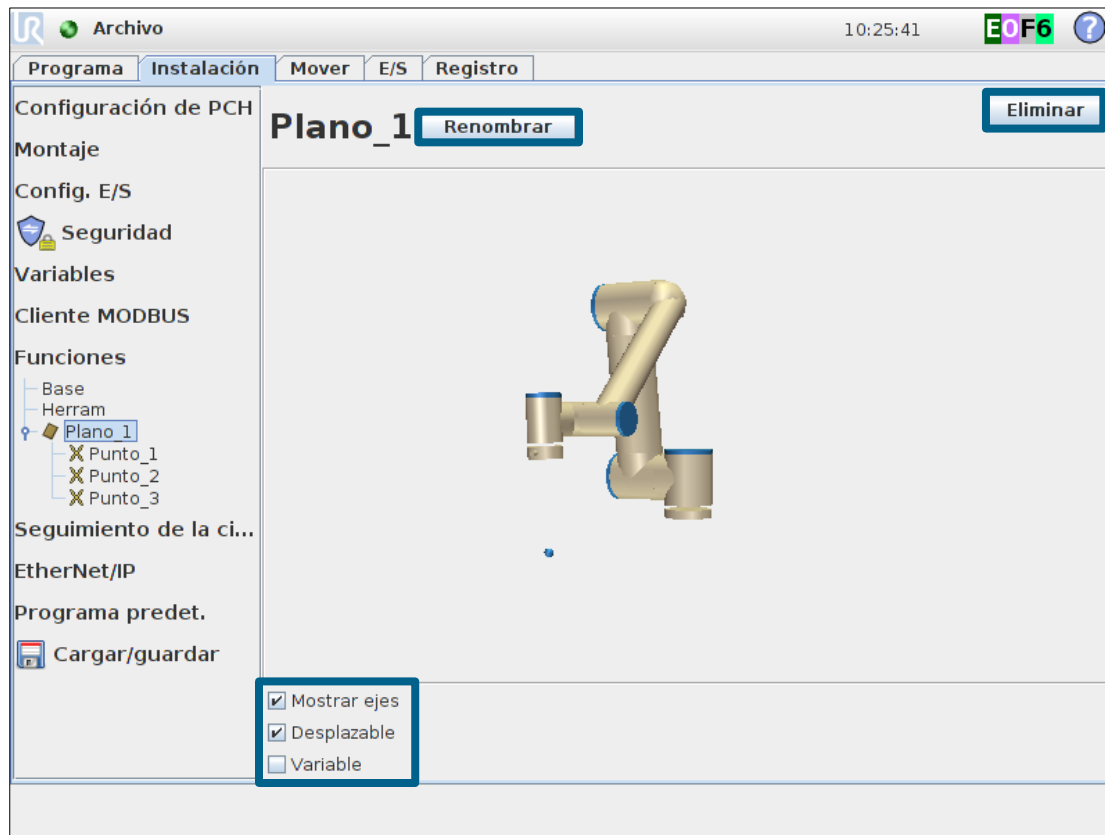 UR Archivo 10:25:41 E0F6 ?
Programa Instalación Mover E/S Registro
Configuración de PCH
Montaje
Config. E/S
Seguridad
Variables
Cliente MODBUS
Funciones
Base
Herram
Plano_1
Punto_1
Punto_2
Punto_3
Seguimiento de la ci...
EtherNet/IP
Programa predet.
Cargar/guardar
Plano_1 Renombrar Eliminar
Mostrar ejes
Desplazable
Variable